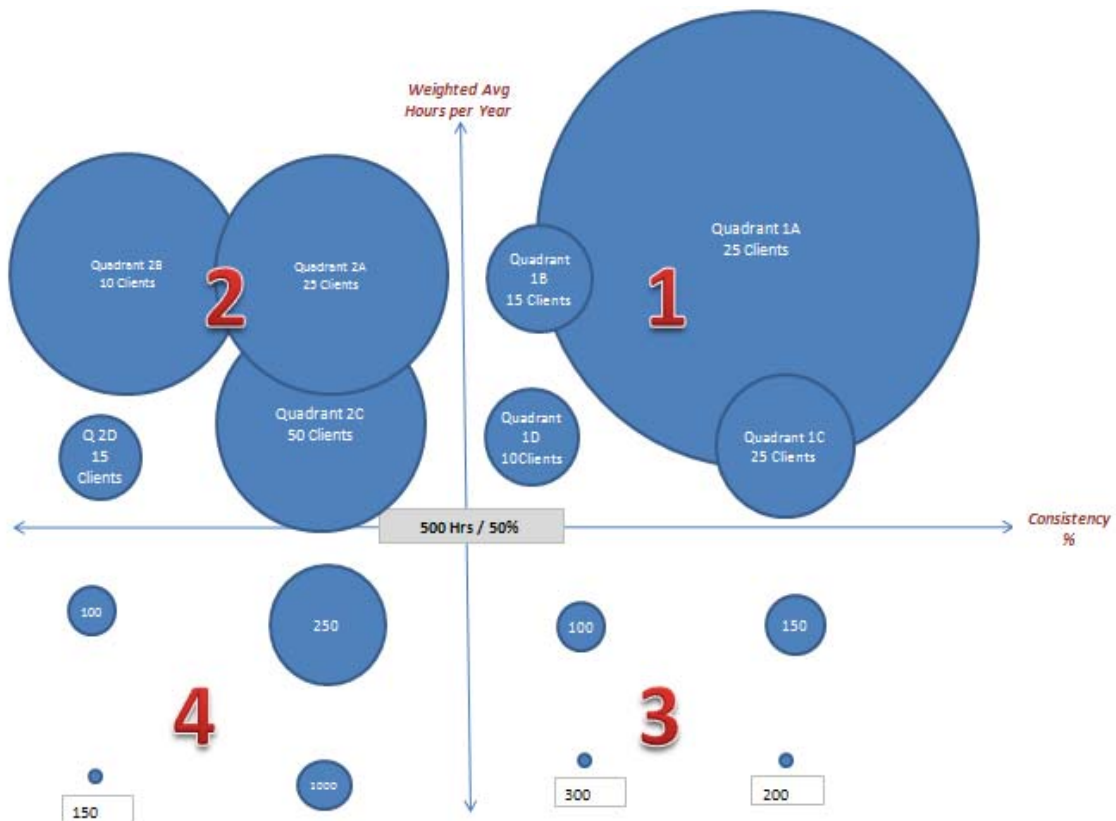 Weighted Avg
Hours per Year
Quadrant 1A
25 Clients
Quadrant 2B
10 Clients
Quadrant 2A
25 Clients
2
Quadrant
1B
15 Clients
1
Quadrant 2C
50 Clients
Q 2D
15
Clients
Quadrant
1D
10Clients
Quadrant 1C
25 Clients
500 Hrs / 50%
Consistency
%
100
250
100
150
4
3
150
1000
300
200